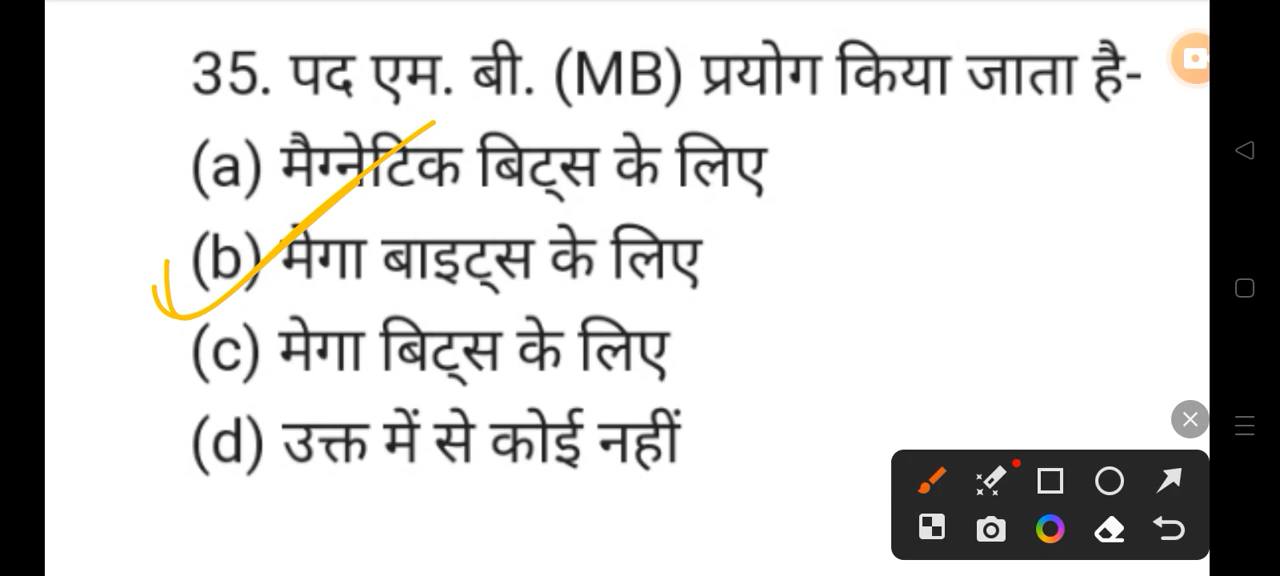 35. पद एम. बी. (MB) प्रयोग किया जाता है-
(a) मैग्नेटिक बिट्स के लिए
(b) मेगा बाइट्स के लिए
(c) मेगा बिट्स के लिए
(d) उक्त में से कोई नहीं